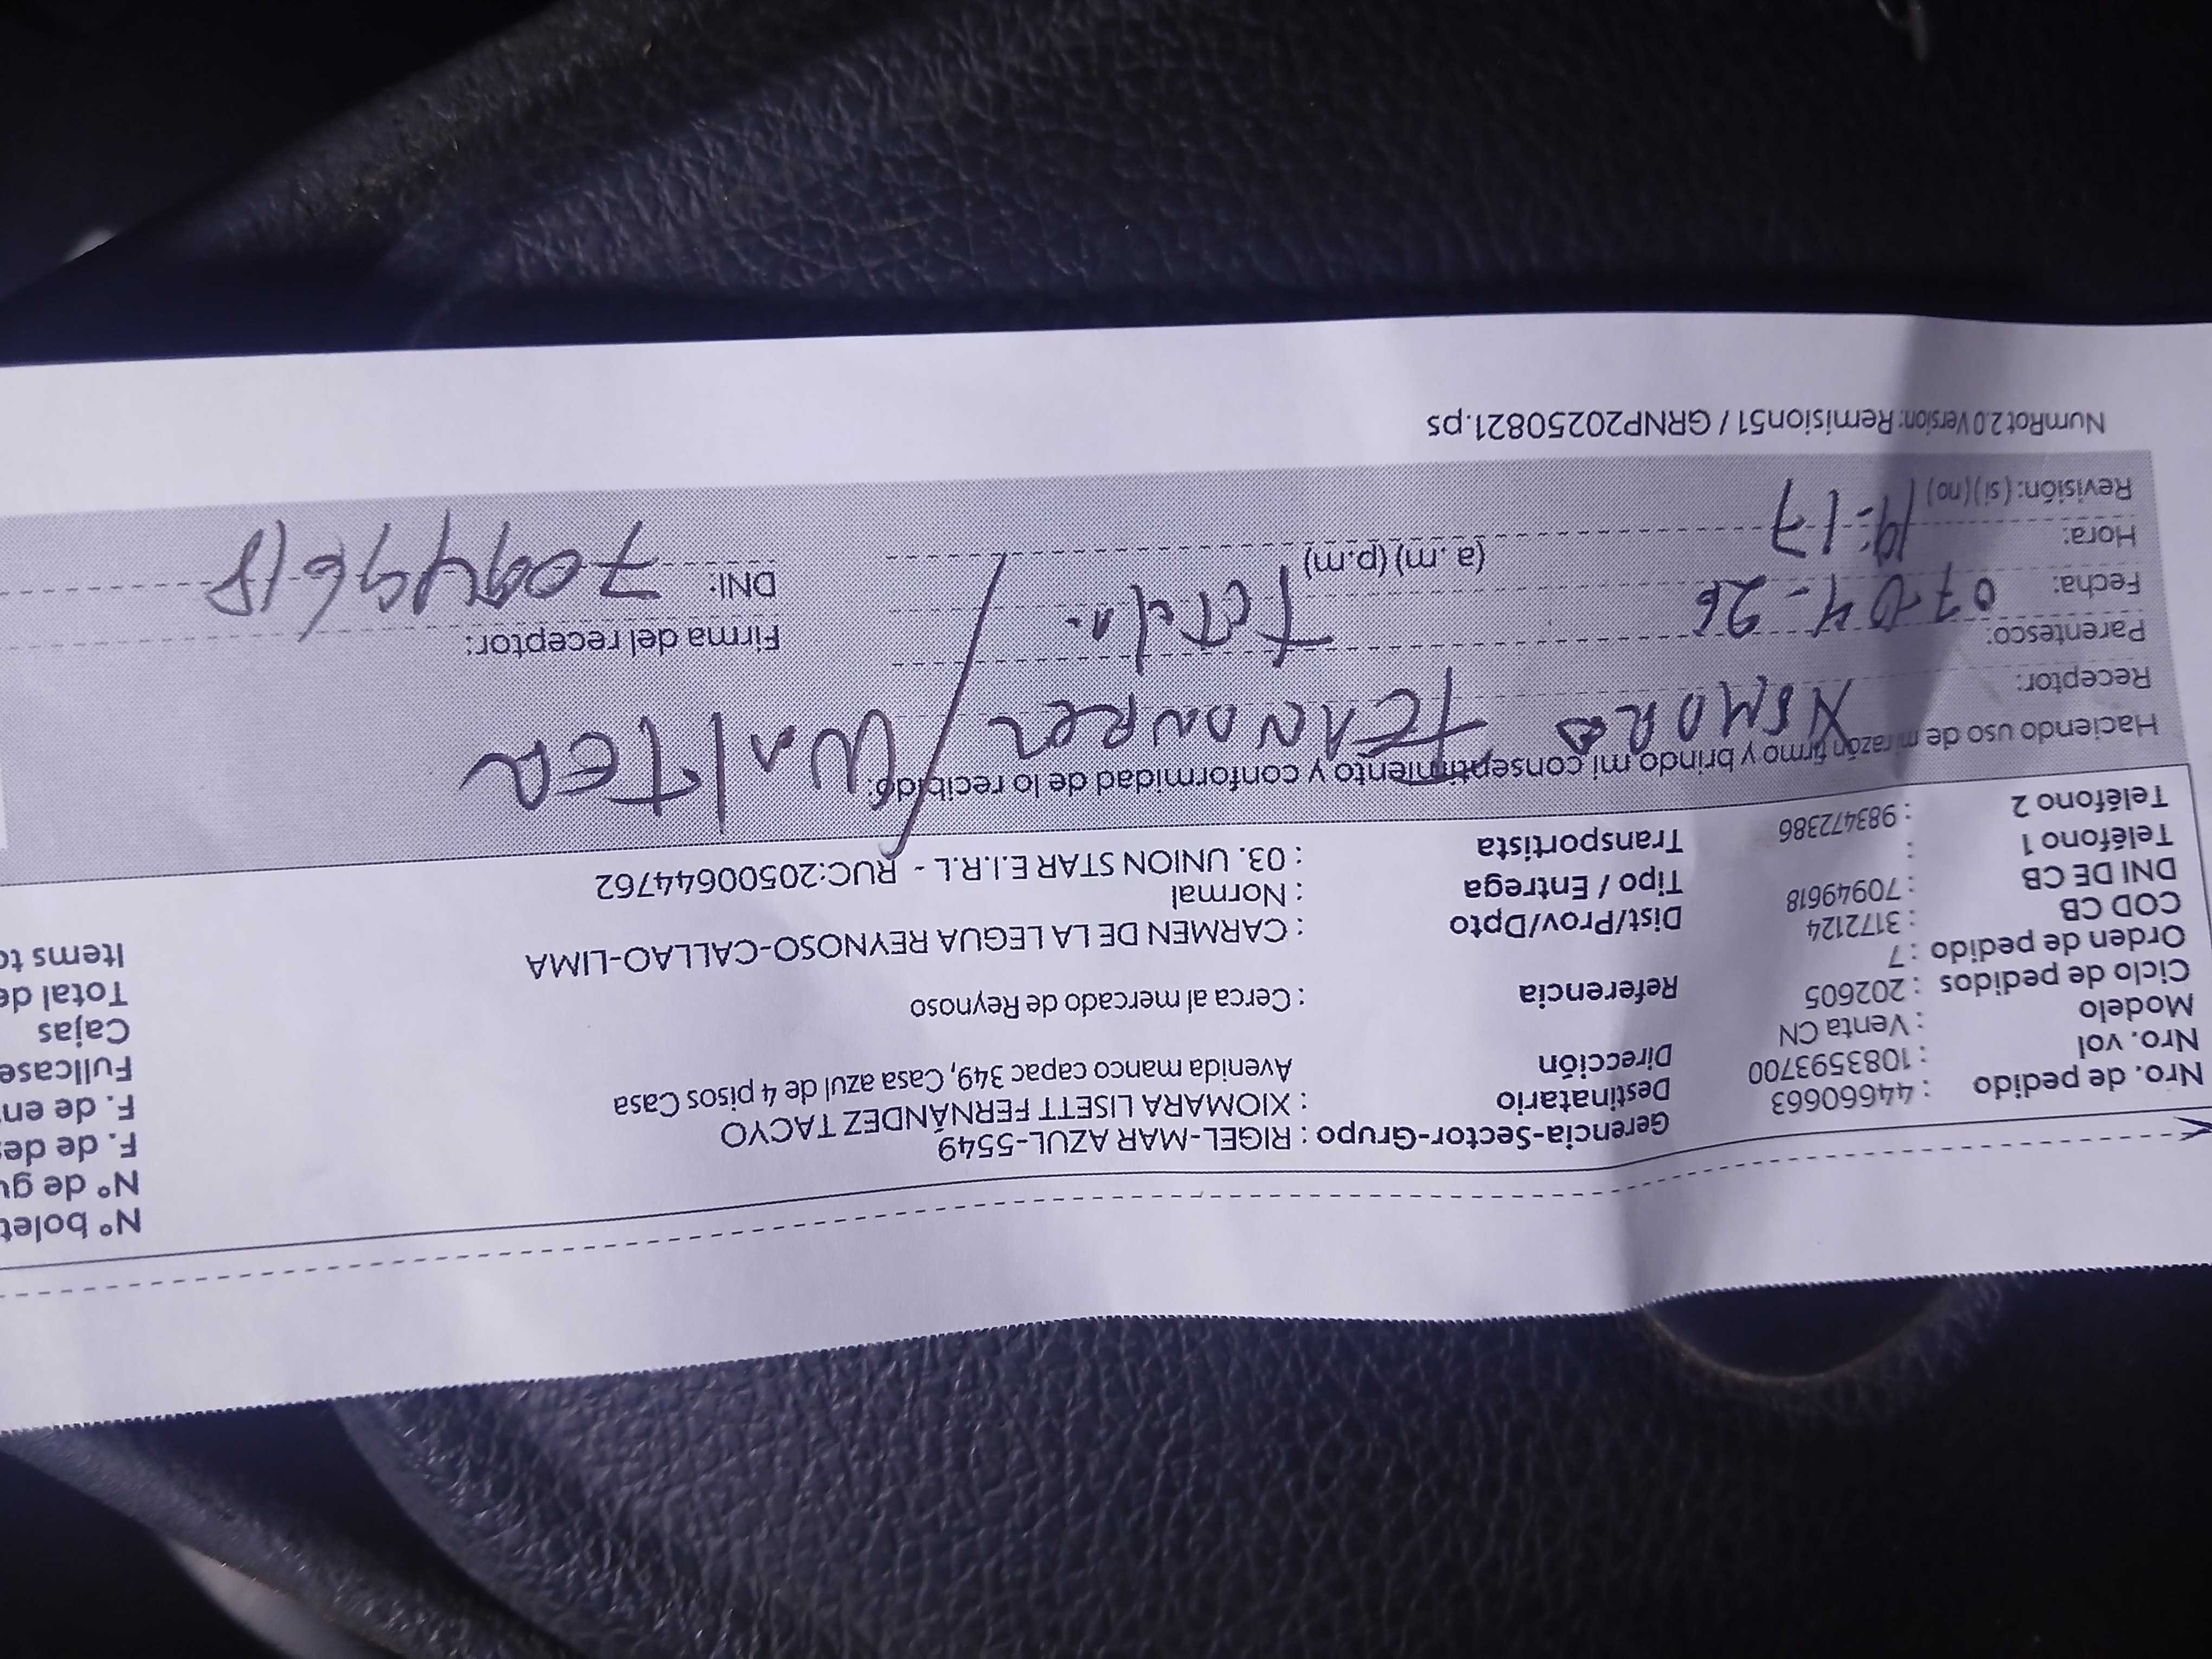 Nº bolet
Nº de gu
F. de des
F. de en
Fullcase
Cajas
Total de
Items to
Gerencia-Sector-Grupo : RIGEL-MAR AZUL-5549
Destinatario : XIOMARA LISETT FERNÁNDEZ TACYO
Dirección Avenida manco capac 349, Casa azul de 4 pisos Casa
Referencia : Cerca al mercado de Reynoso
Dist/Prov/Dpto : CARMEN DE LA LEGUA REYNOSO-CALLAO-LIMA
Tipo / Entrega : Normal
Transportista : 03. UNION STAR E.I.R.L - RUC:20500644762
Nro. de pedido : 44660663
Nro. vol : 1083593700
Modelo : Venta CN
Ciclo de pedidos : 202605
Orden de pedido : 7
COD CB : 3172124
DNI DE CB : 70949618
Teléfono 1 :
Teléfono 2 : 983472386
Haciendo uso de mi razón firmo y brindo mi consentimiento y conformidad de lo recibido:
Receptor: / WALTER
Parentesco:
Fecha: 07-04-26
Hora: 14:17 (a. m) (p.m)
Revisión: (si) (no)
Firma del receptor:
DNI: 70949618
NumRot 2.0 Version: Remision51 / GRNP20250821.ps